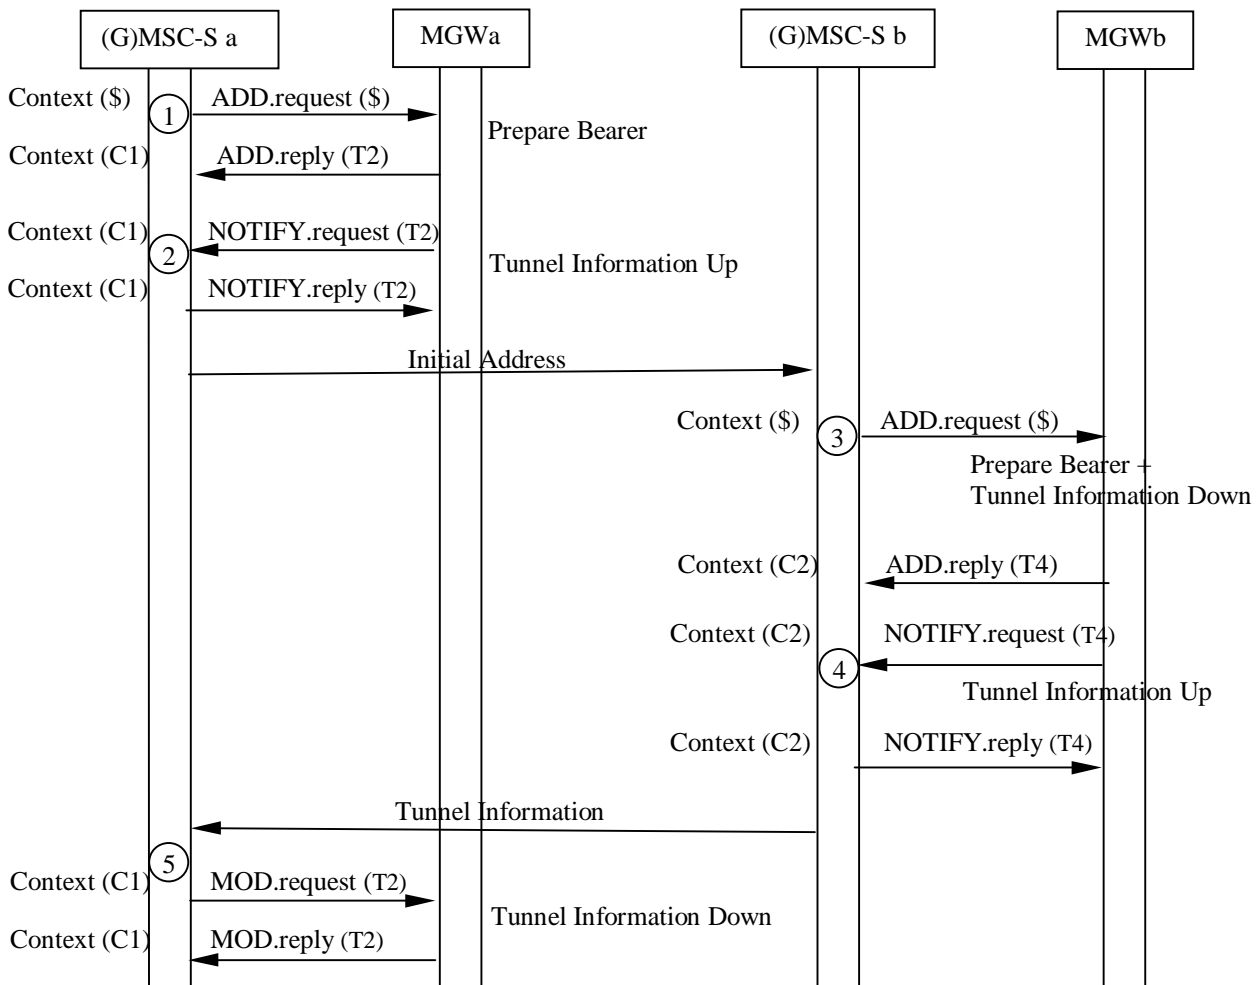 (G)MSC-S a
MGWa
(G)MSC-S b
MGWb
Context ($)
1
ADD.request ($)
Prepare Bearer
Context (C1)
ADD.reply (T2)
Context (C1)
2
NOTIFY.request (T2)
Tunnel Information Up
Context (C1)
NOTIFY.reply (T2)
Initial Address
Context ($)
3
ADD.request ($)
Prepare Bearer +
Tunnel Information Down
Context (C2)
ADD.reply (T4)
Context (C2)
NOTIFY.request (T4)
4
Tunnel Information Up
Context (C2)
NOTIFY.reply (T4)
Tunnel Information
5
Context (C1)
MOD.request (T2)
Tunnel Information Down
Context (C1)
MOD.reply (T2)